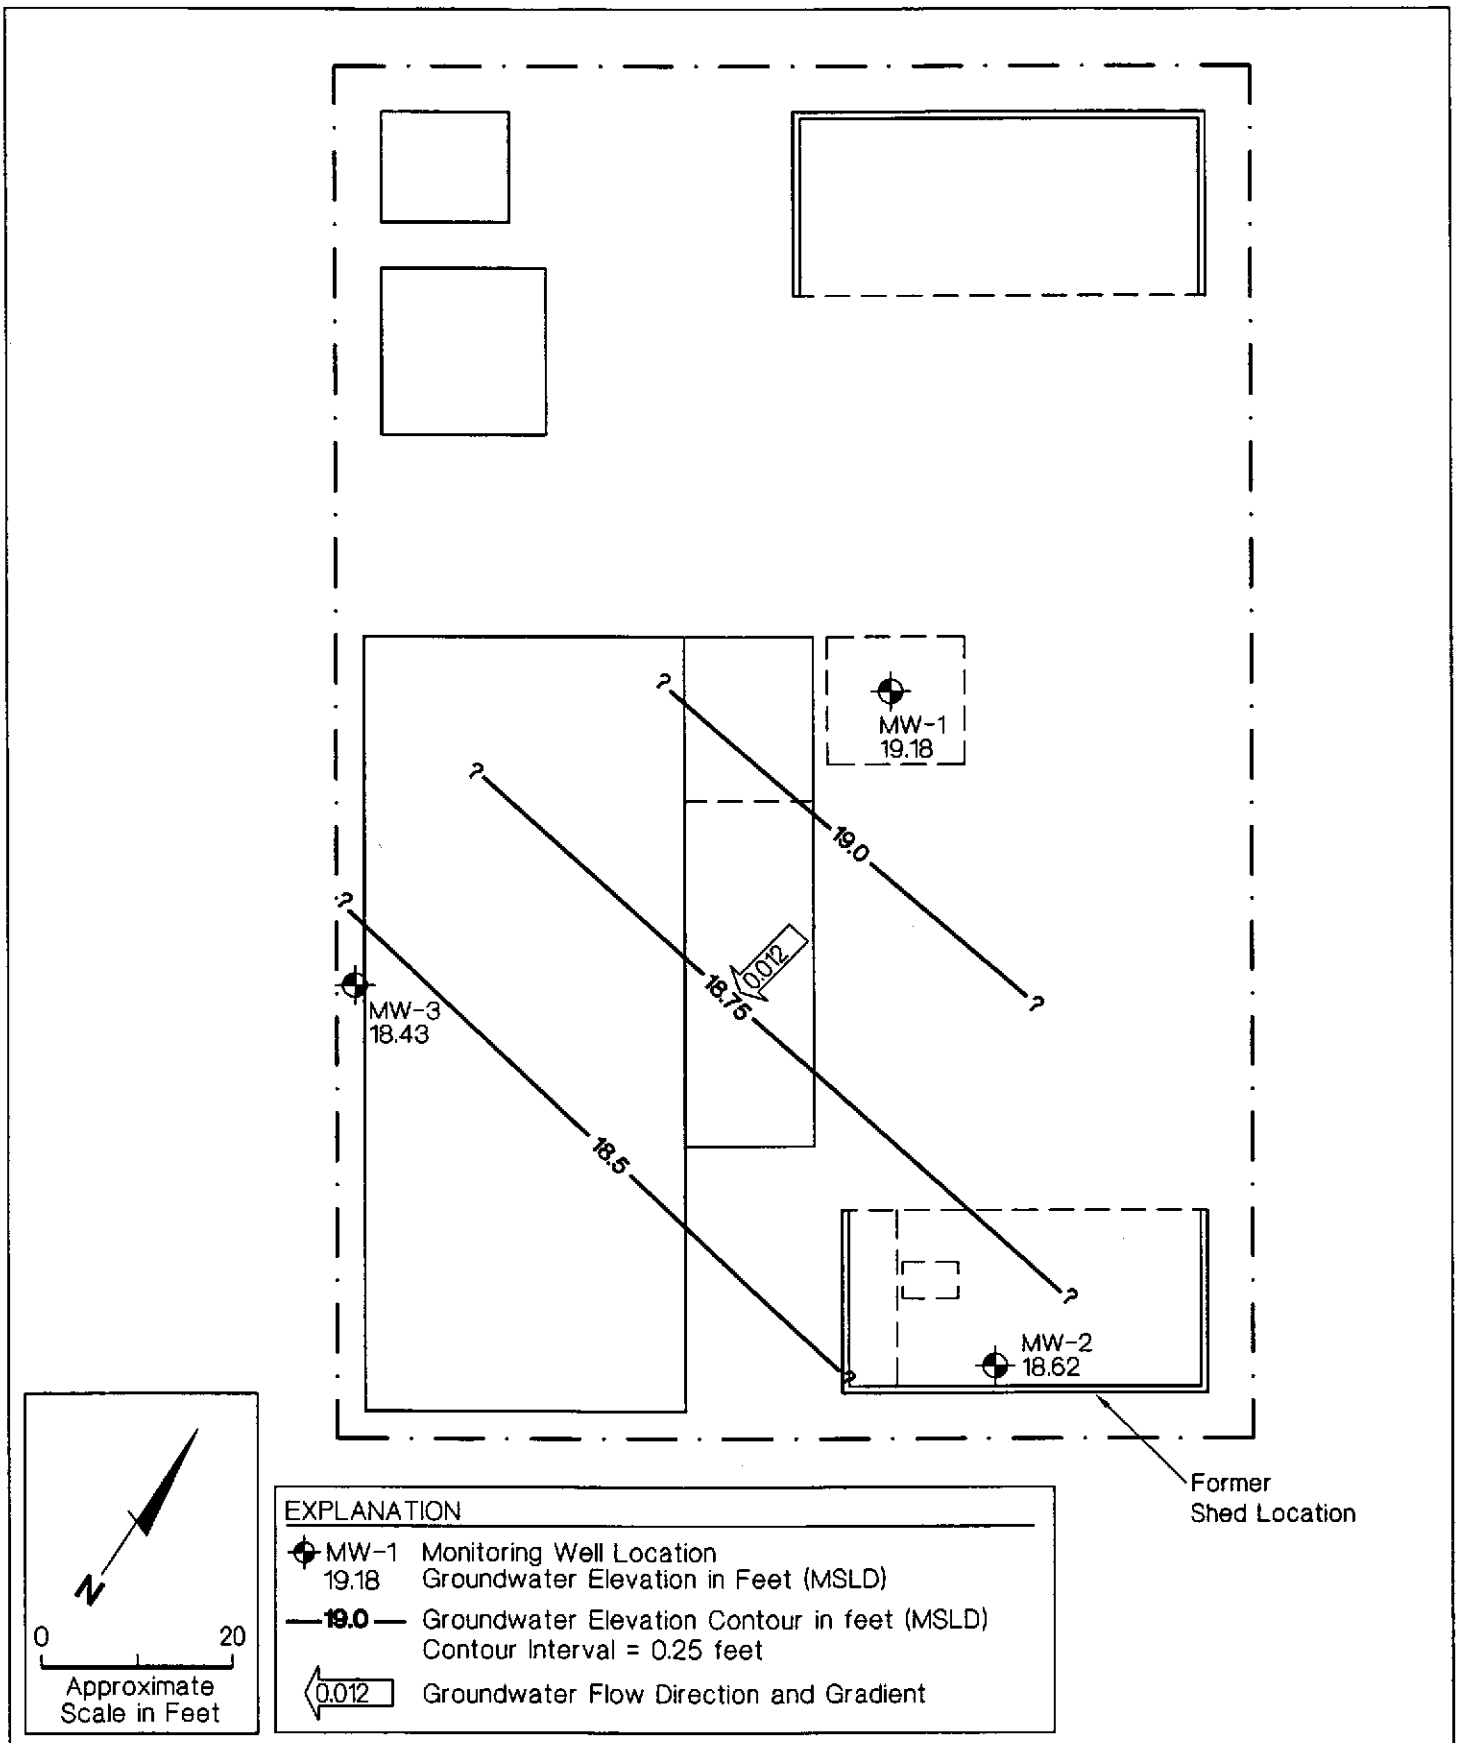 ?
MW-1
19.18
?
19.0
?
0.012
18.75
?
MW-3
18.43
18.5
?
?
MW-2
18.62
?
Former
Shed Location
N
0 20
Approximate
Scale in Feet
EXPLANATION
MW-1 Monitoring Well Location
19.18 Groundwater Elevation in Feet (MSLD)
19.0 Groundwater Elevation Contour in feet (MSLD)
Contour Interval = 0.25 feet
0.012 Groundwater Flow Direction and Gradient